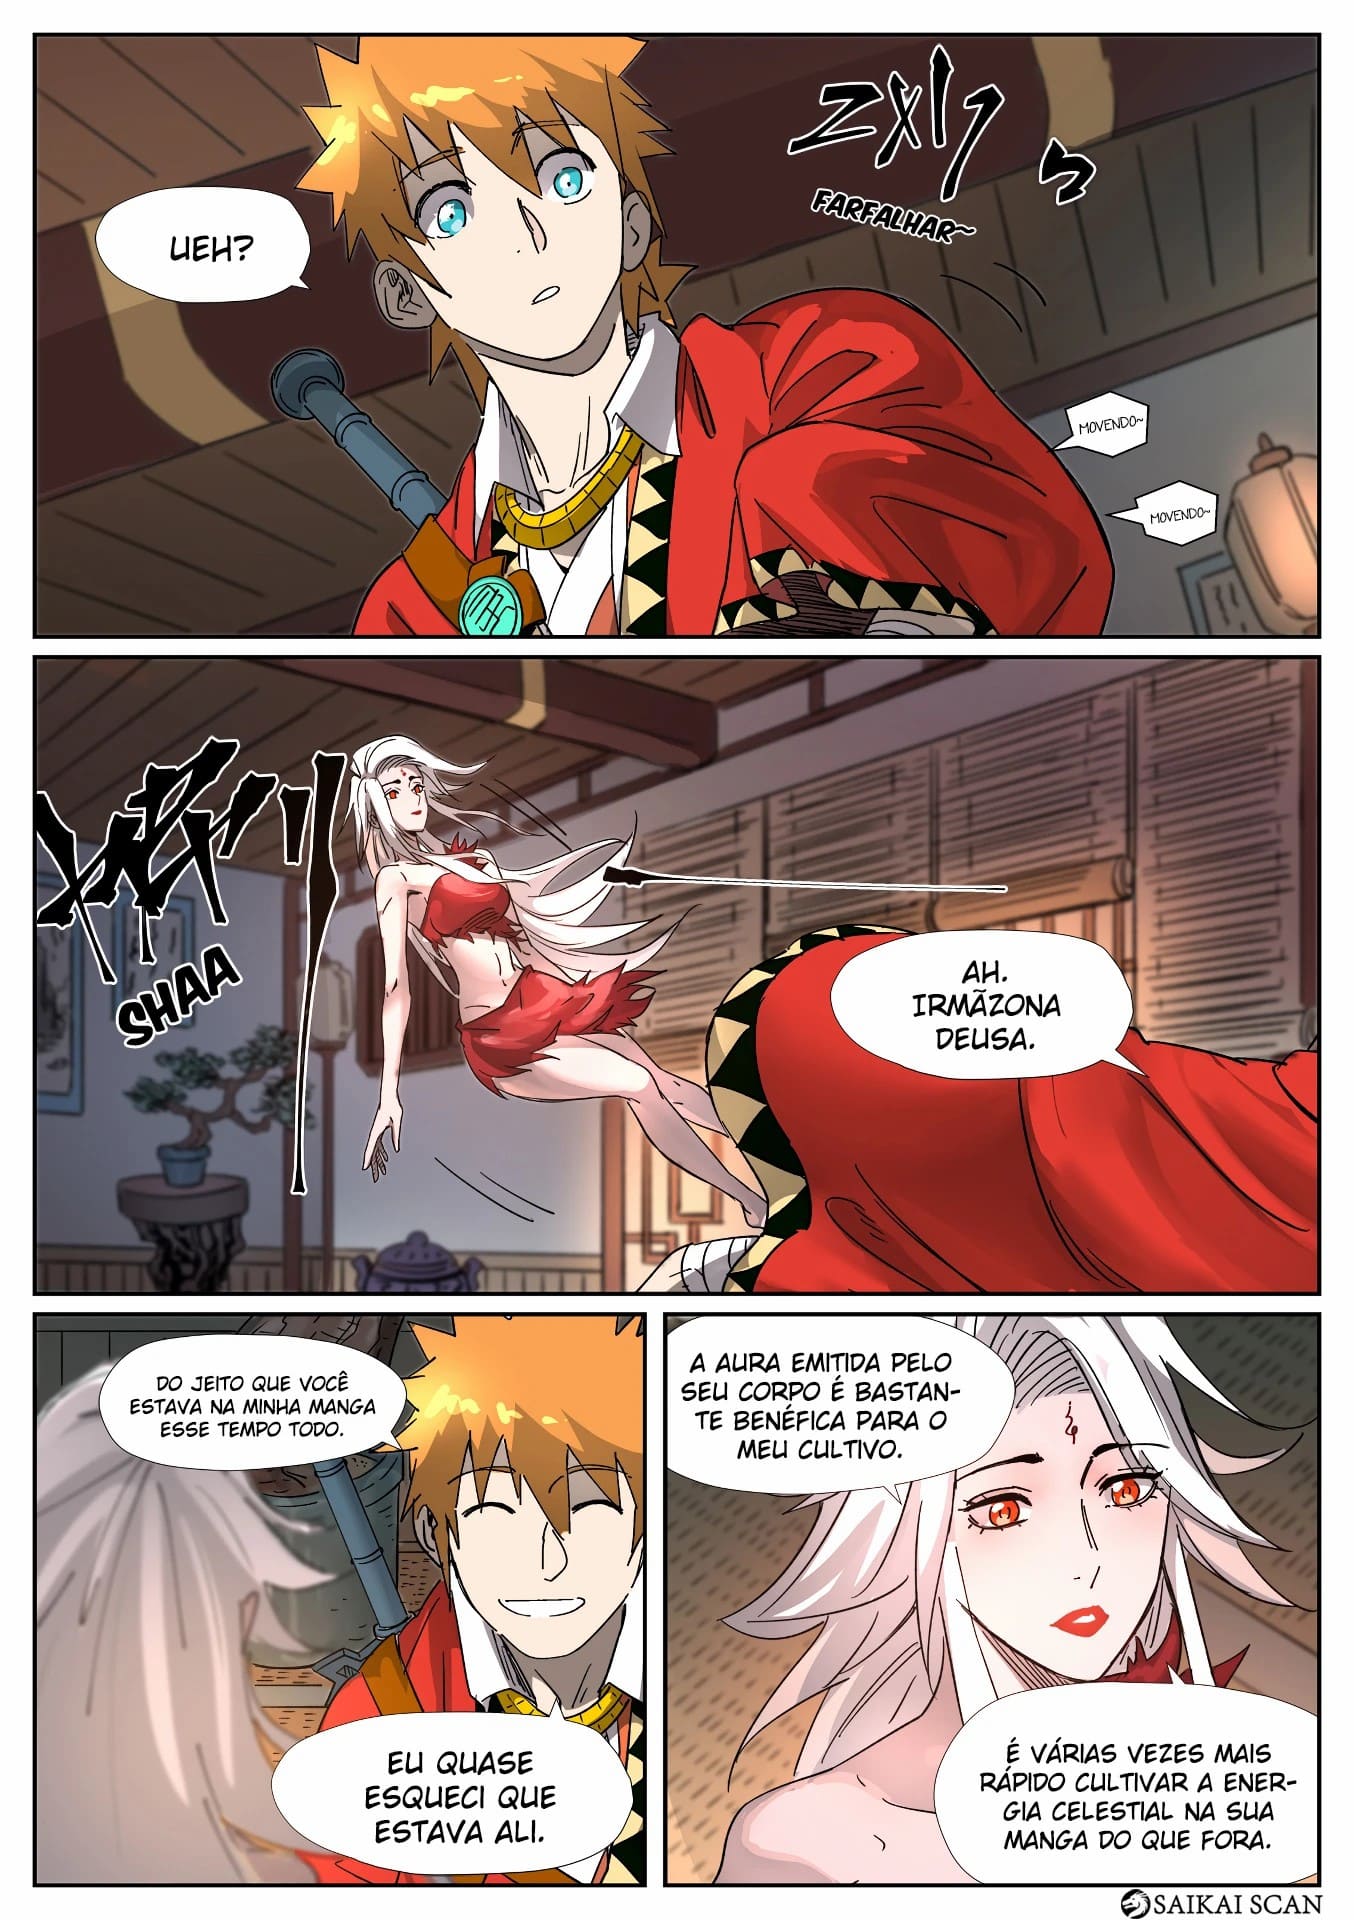 UEH?
FARFALHAR~
MOVENDO~
MOVENDO~
SHAA
AH.
IRMÃZONA
DEUSA.
DO JEITO QUE VOCÊ
ESTAVA NA MINHA MANGA
ESSE TEMPO TODO.
EU QUASE
ESQUECI QUE
ESTAVA ALI.
A AURA EMITIDA PELO
SEU CORPO É BASTAN-
TE BENÉFICA PARA O
MEU CULTIVO.
É VÁRIAS VEZES MAIS
RÁPIDO CULTIVAR A ENER-
GIA CELESTIAL NA SUA
MANGA DO QUE FORA.
SAIKAI SCAN